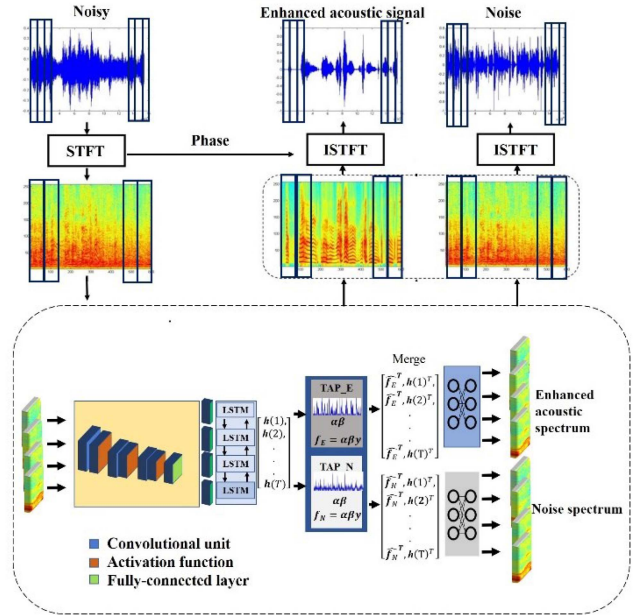 Noisy
Enhanced acoustic signal
Noise
STFT
Phase
ISTFT
ISTFT
TAP_E
αβ
f_E = αβy
TAP_N
αβ
f_N = αβy
LSTM
LSTM
LSTM
LSTM
h(1),
h(2),
.
.
h(T)
Merge
f̂_E^T, h(1)^T,
f̂_E^T, h(2)^T,
.
.
.
f̂_E^T, h(T)^T
f̂_N^T, h(1)^T,
f̂_N^T, h(2)^T
.
.
.
f̂_N^T, h(T)^T
Enhanced
acoustic
spectrum
Noise spectrum
Convolutional unit
Activation function
Fully-connected layer